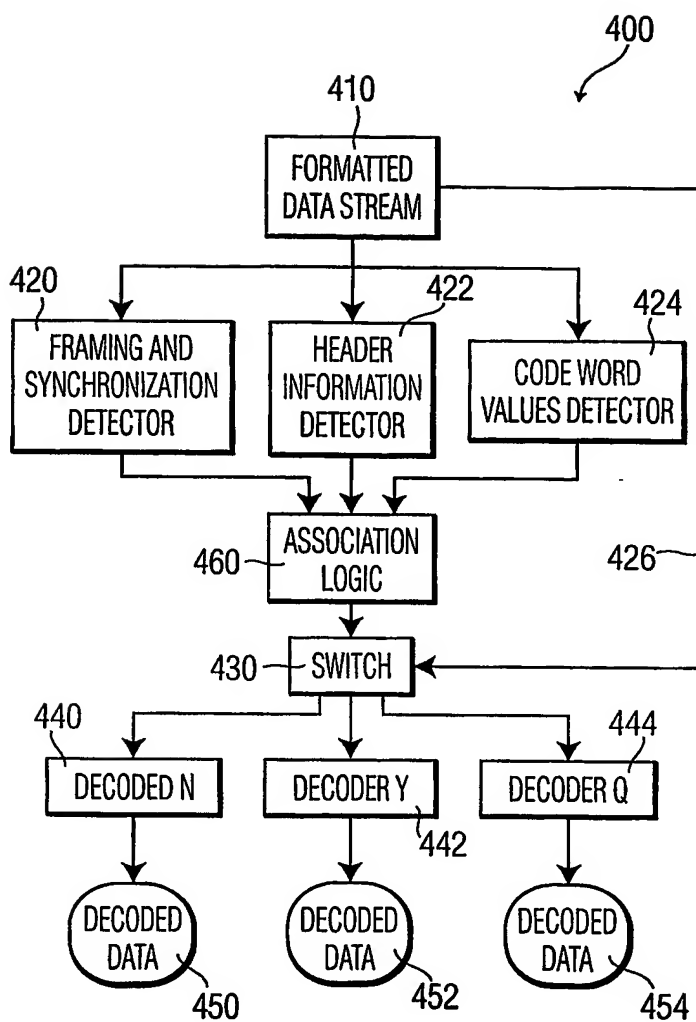 400
410
FORMATTED
DATA STREAM
420
422
424
FRAMING AND
SYNCHRONIZATION
DETECTOR
HEADER
INFORMATION
DETECTOR
CODE WORD
VALUES DETECTOR
460
ASSOCIATION
LOGIC
426
430
SWITCH
440
444
DECODED N
DECODER Y
DECODER Q
442
DECODED
DATA
DECODED
DATA
DECODED
DATA
450
452
454